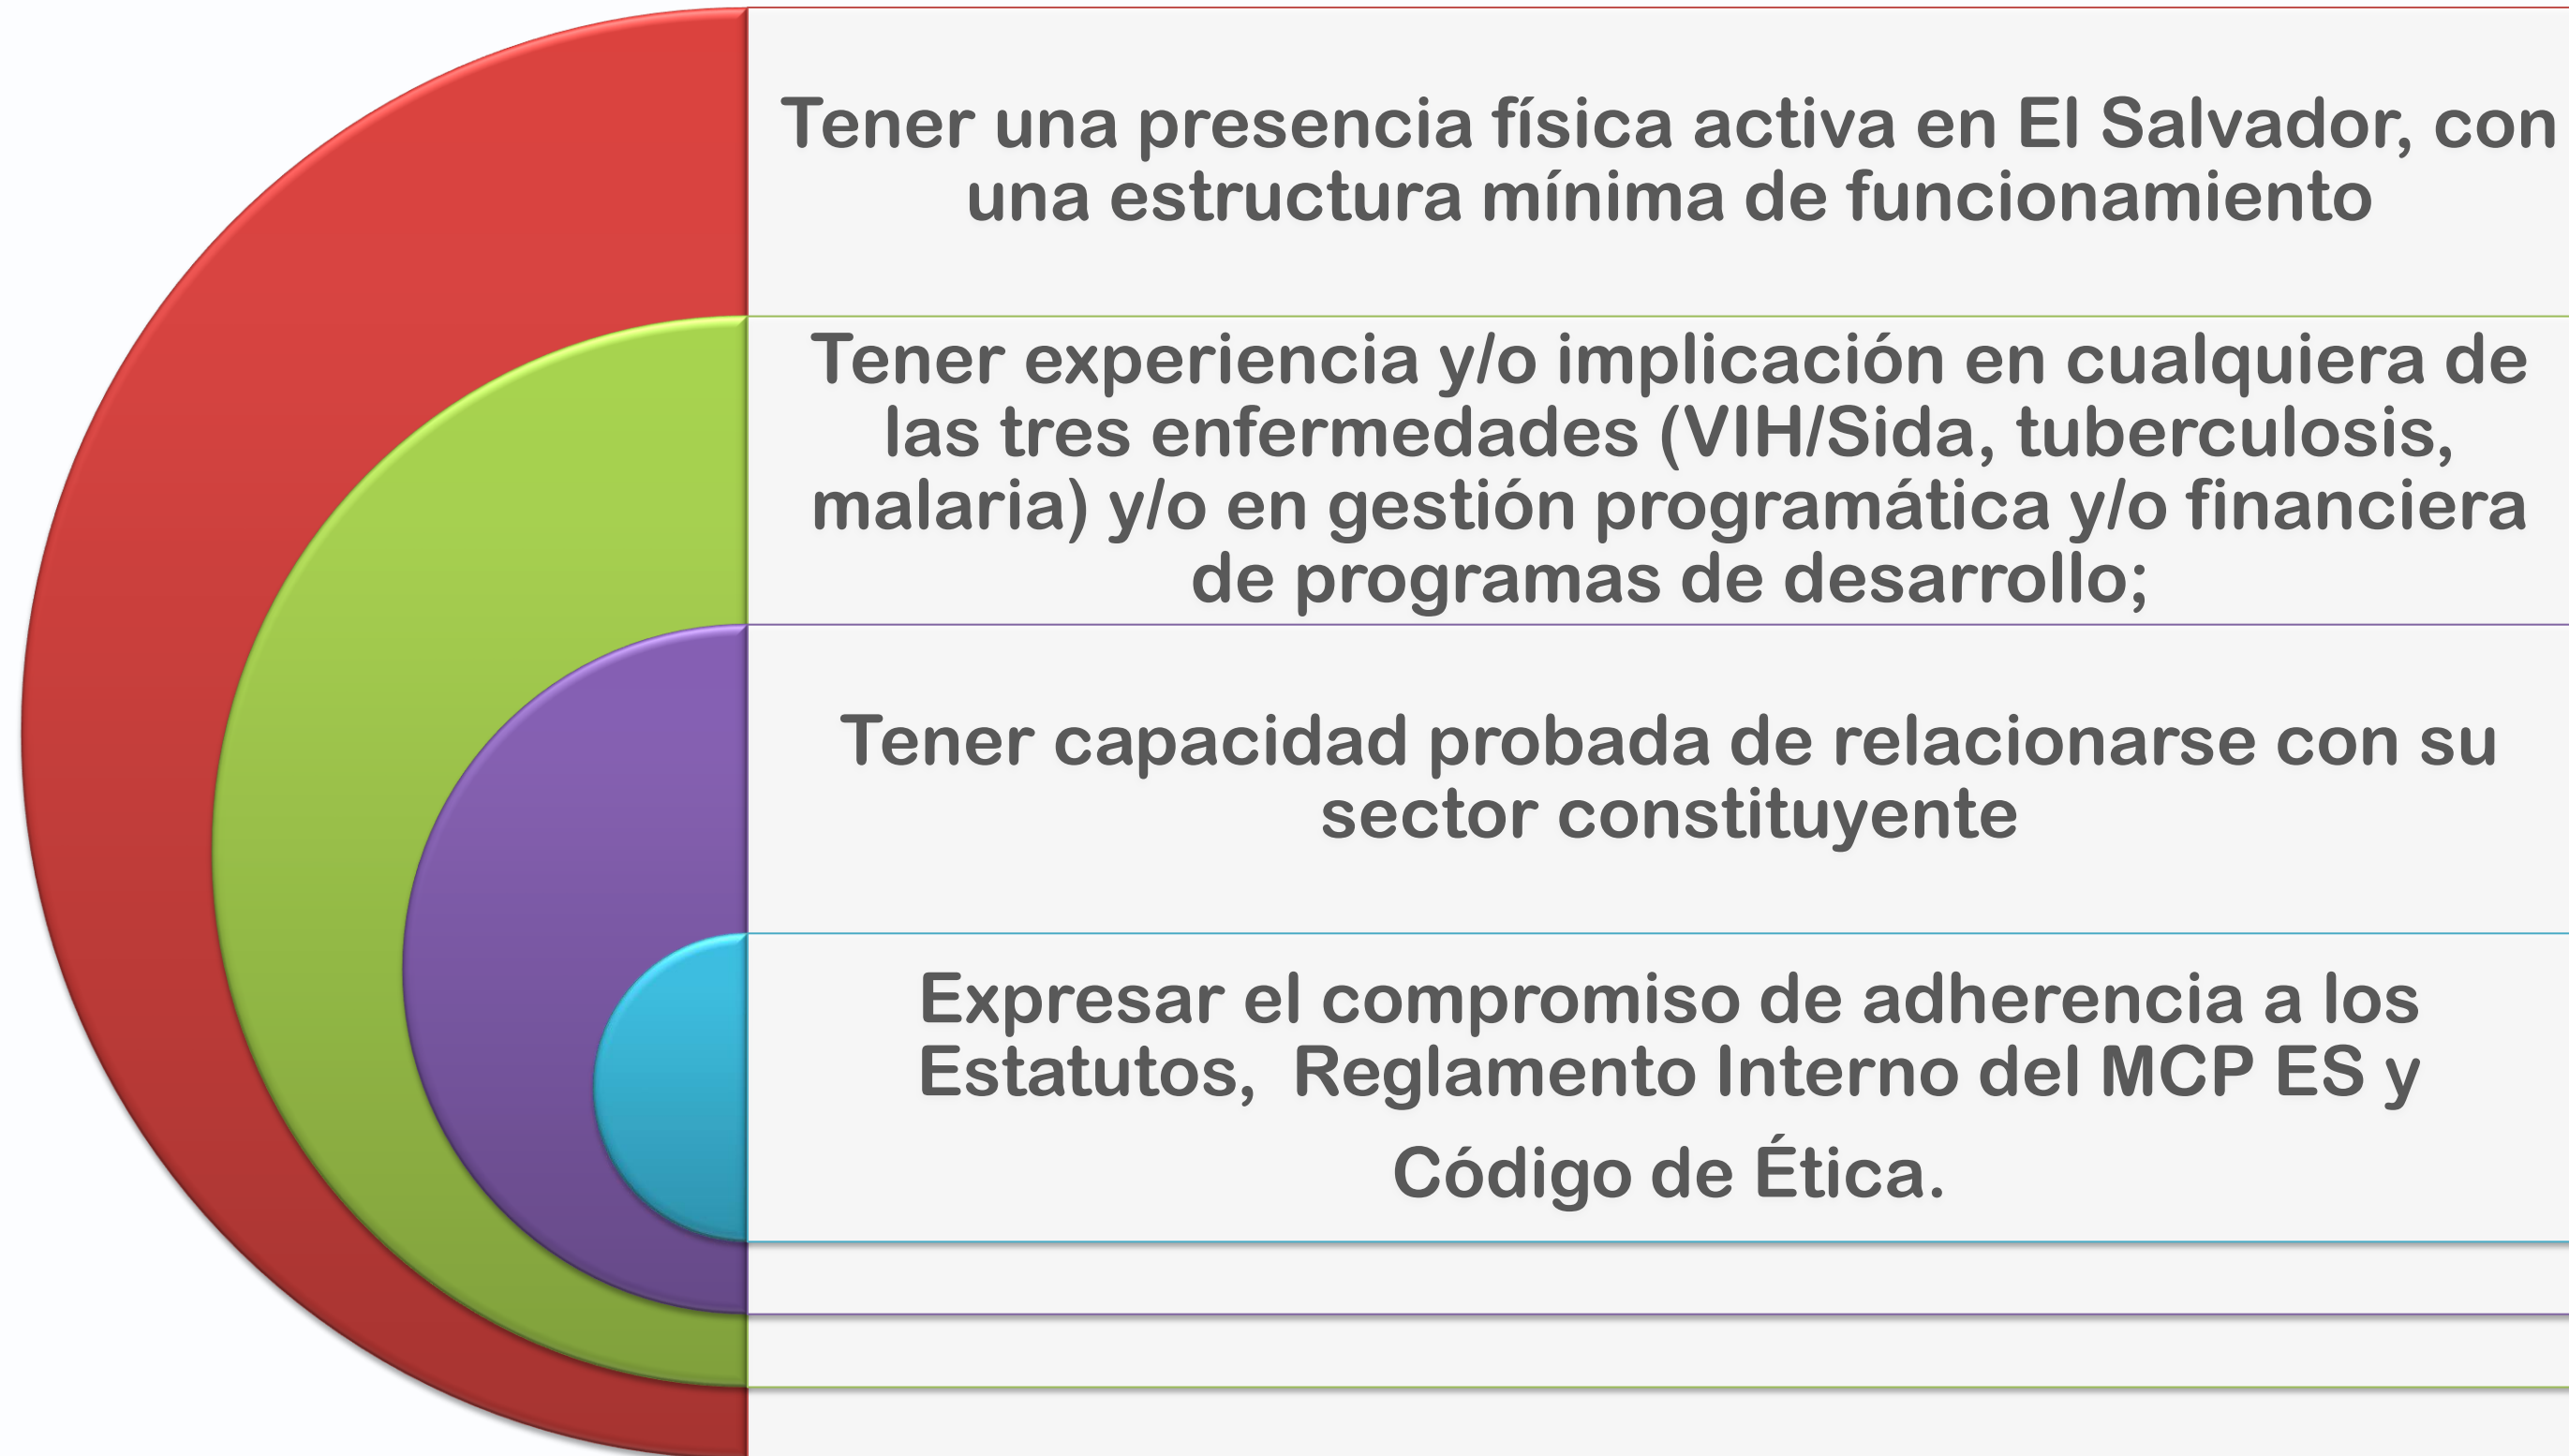 Tener una presencia física activa en El Salvador, con
una estructura mínima de funcionamiento
Tener experiencia y/o implicación en cualquiera de
las tres enfermedades (VIH/Sida, tuberculosis,
malaria) y/o en gestión programática y/o financiera
de programas de desarrollo;
Tener capacidad probada de relacionarse con su
sector constituyente
Expresar el compromiso de adherencia a los
Estatutos,  Reglamento Interno del MCP ES y
Código de Ética.